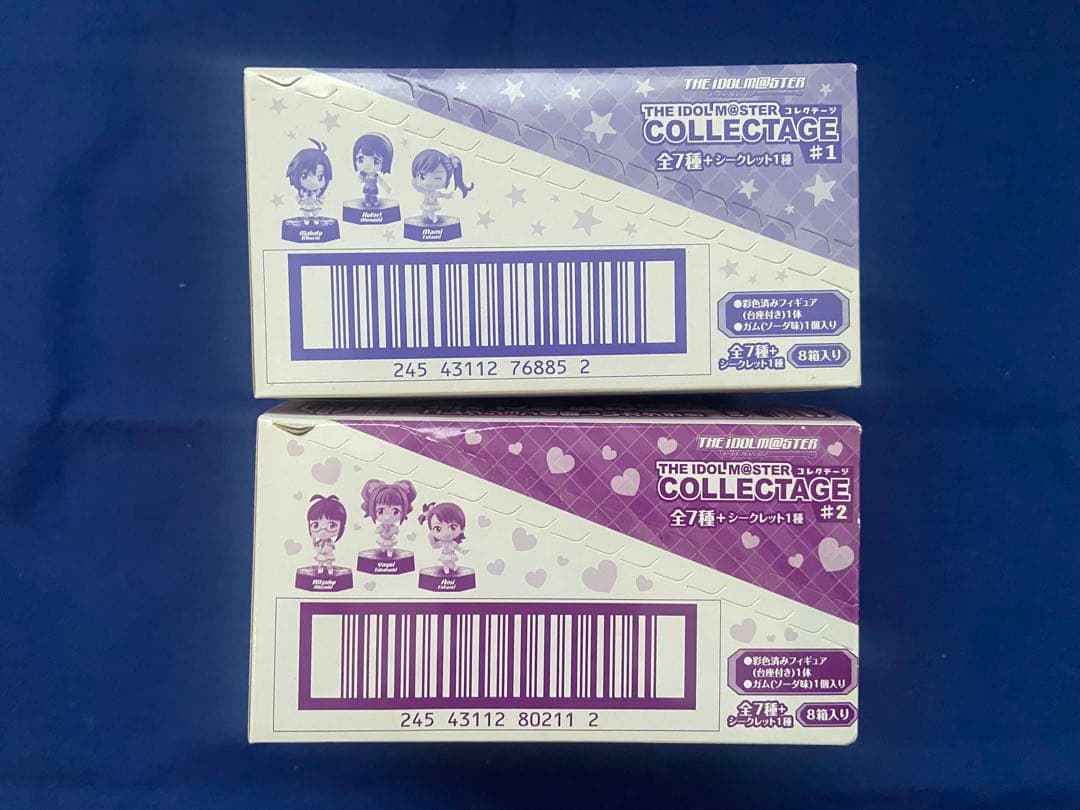 THE iDOLM@STER
THE IDOLM@STER コレクテージ
COLLECTAGE
#1
全7種+シークレット1種
Makoto
Kikuchi
Kotori
Otonashi
Mami
Futami
245 43112 76885 2
●彩色済みフィギュア
(台座付き)1体
●ガム(ソーダ味)1個入り
全7種+
シークレット1種
8箱入り
THE iDOLM@STER
THE IDOLM@STER コレクテージ
COLLECTAGE
#2
全7種+シークレット1種
Ritsuko
Akizuki
Yayoi
Takatsuki
Ami
Futami
245 43112 80211 2
●彩色済みフィギュア
(台座付き)1体
●ガム(ソーダ味)1個入り
全7種+
シークレット1種
8箱入り